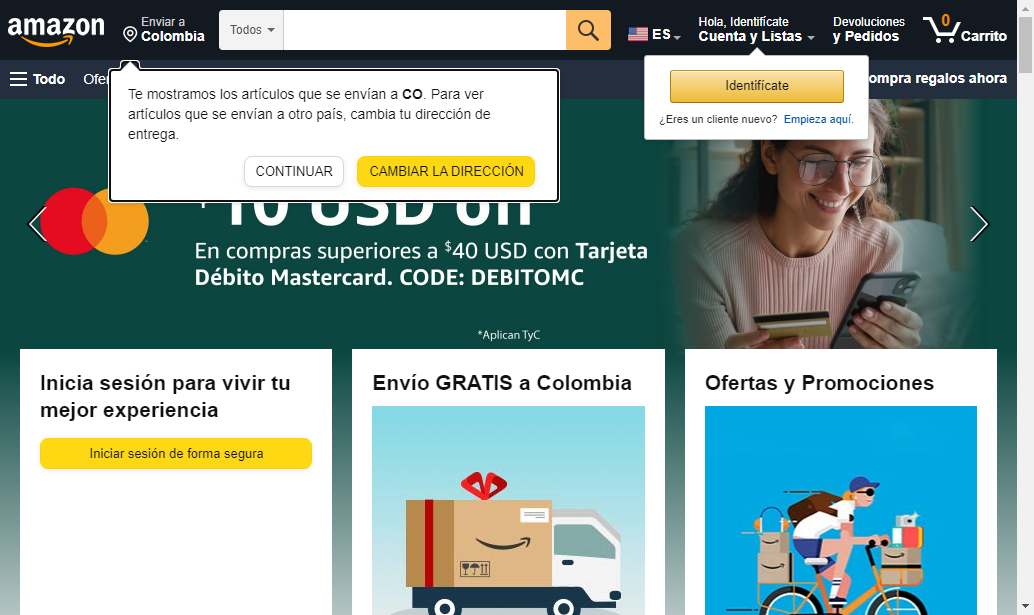 amazon
Enviar a
Colombia
Todos
ES
Hola, Identifícate
Cuenta y Listas
Devoluciones
y Pedidos
0
Carrito
Todo
Ofer
ompra regalos ahora
Te mostramos los artículos que se envían a CO. Para ver
artículos que se envían a otro país, cambia tu dirección de
entrega.
CONTINUAR
CAMBIAR LA DIRECCIÓN
Identifícate
¿Eres un cliente nuevo? Empieza aquí.
10 USD off
En compras superiores a $40 USD con Tarjeta
Débito Mastercard. CODE: DEBITOMC
*Aplican TyC
Inicia sesión para vivir tu
mejor experiencia
Iniciar sesión de forma segura
Envío GRATIS a Colombia
Ofertas y Promociones